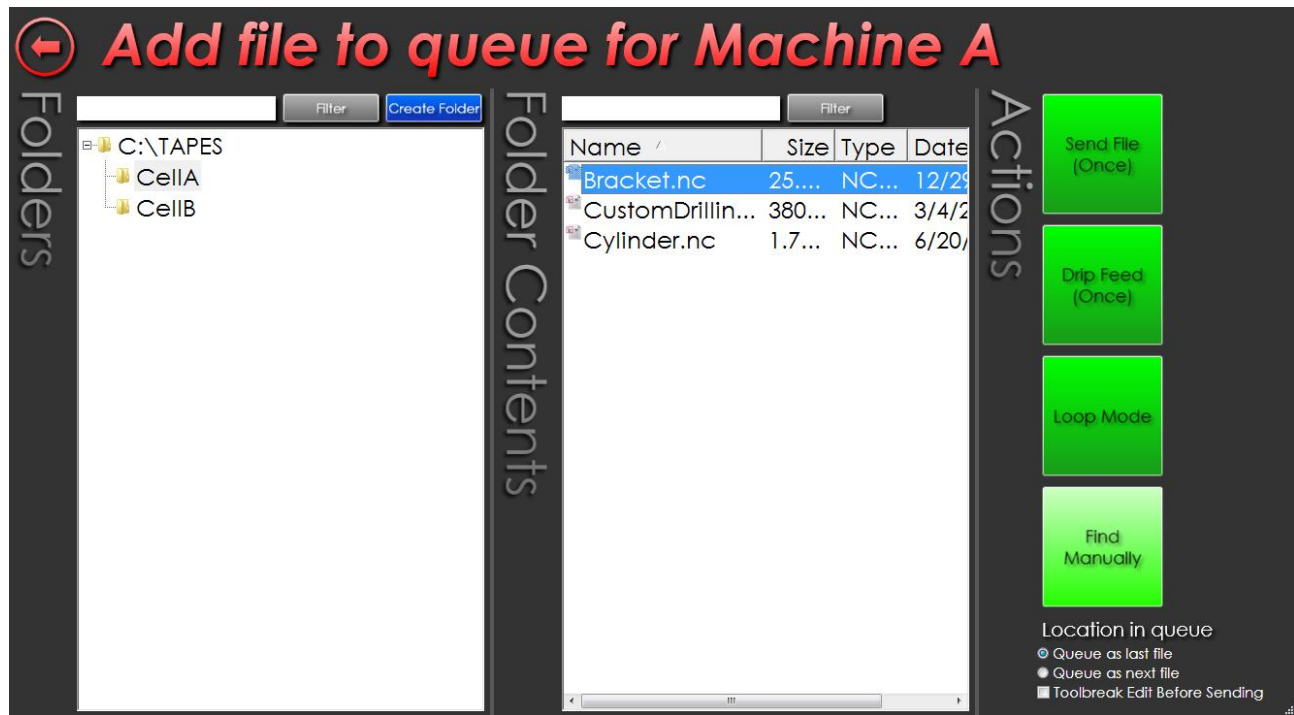 Add file to queue for Machine A
Folders
Filter
Create Folder
C:\TAPES
CellA
CellB
Folder Contents
Filter
Name Size Type Date
Bracket.nc 25.... NC... 12/29
CustomDrillin... 380... NC... 3/4/2
Cylinder.nc 1.7... NC... 6/20/
Actions
Send File
(Once)
Drip Feed
(Once)
Loop Mode
Find
Manually
Location in queue
Queue as last file
Queue as next file
Toolbreak Edit Before Sending